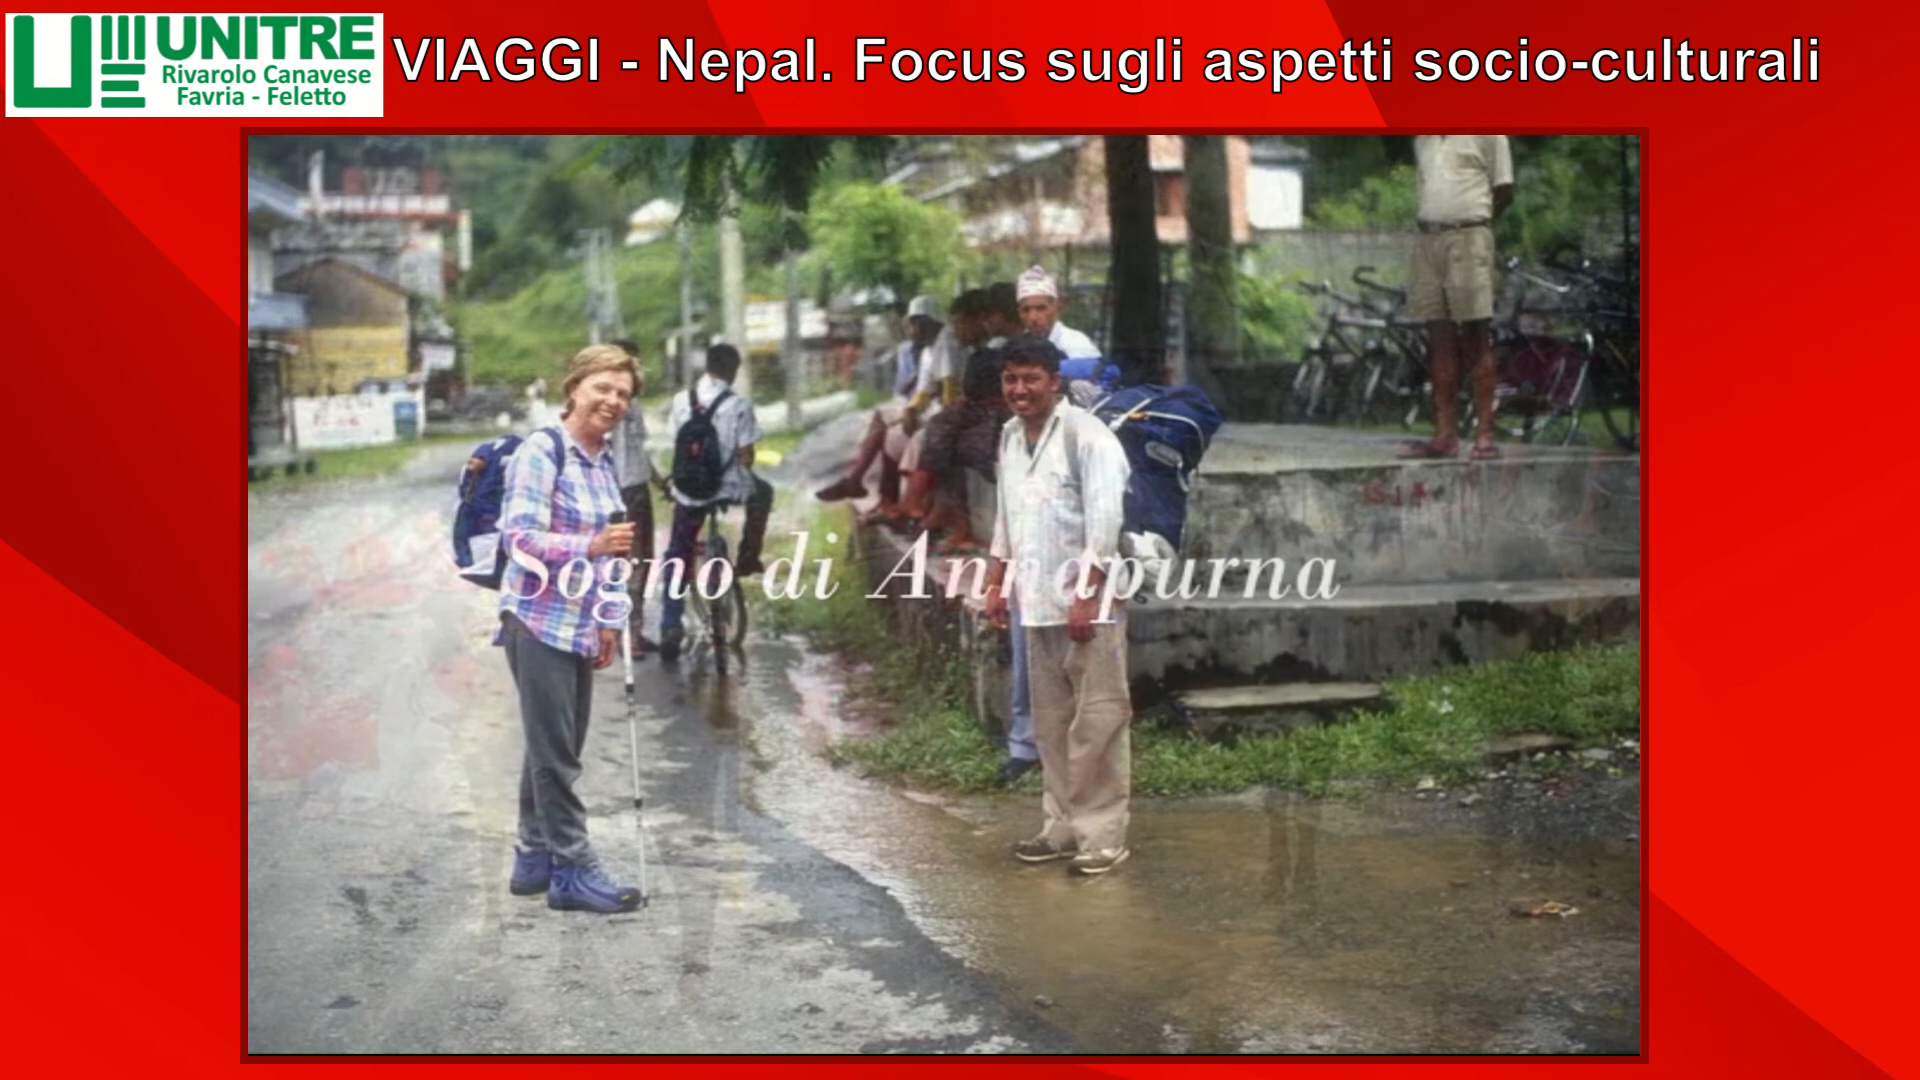 UNITRE
Rivarolo Canavese
Favria - Feletto
VIAGGI - Nepal. Focus sugli aspetti socio-culturali
Sogno di Annapurna